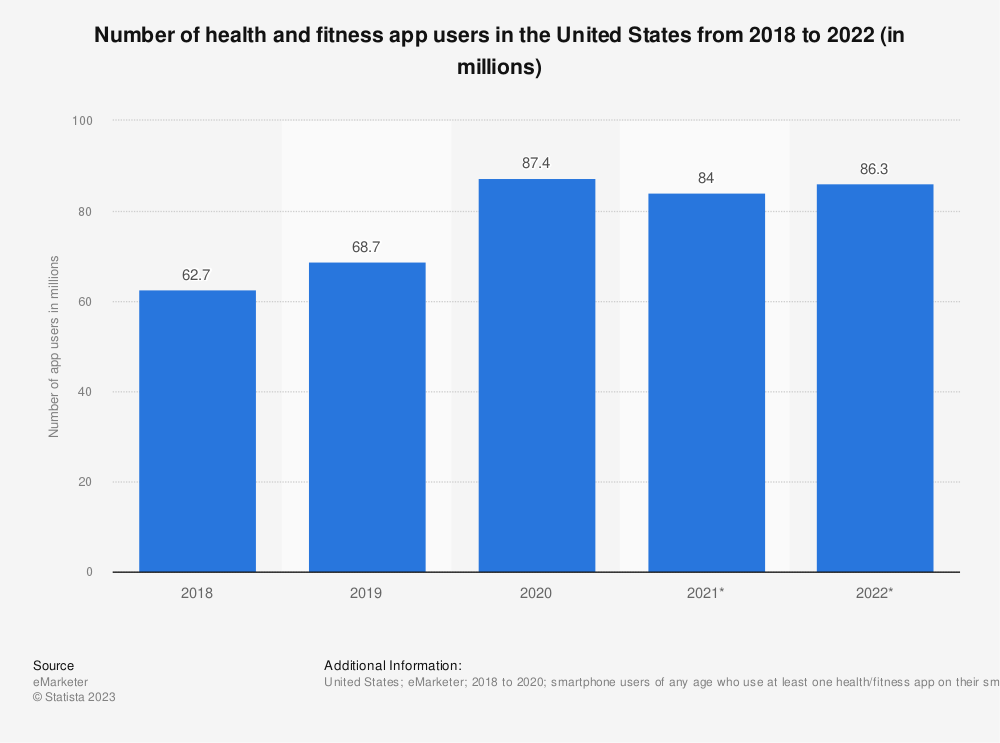 Number of health and fitness app users in the United States from 2018 to 2022 (in
millions)
Number of app users in millions
100
80
60
40
20
0
62.7
68.7
87.4
84
86.3
2018
2019
2020
2021*
2022*
Source
eMarketer
© Statista 2023
Additional Information:
United States; eMarketer; 2018 to 2020; smartphone users of any age who use at least one health/fitness app on their